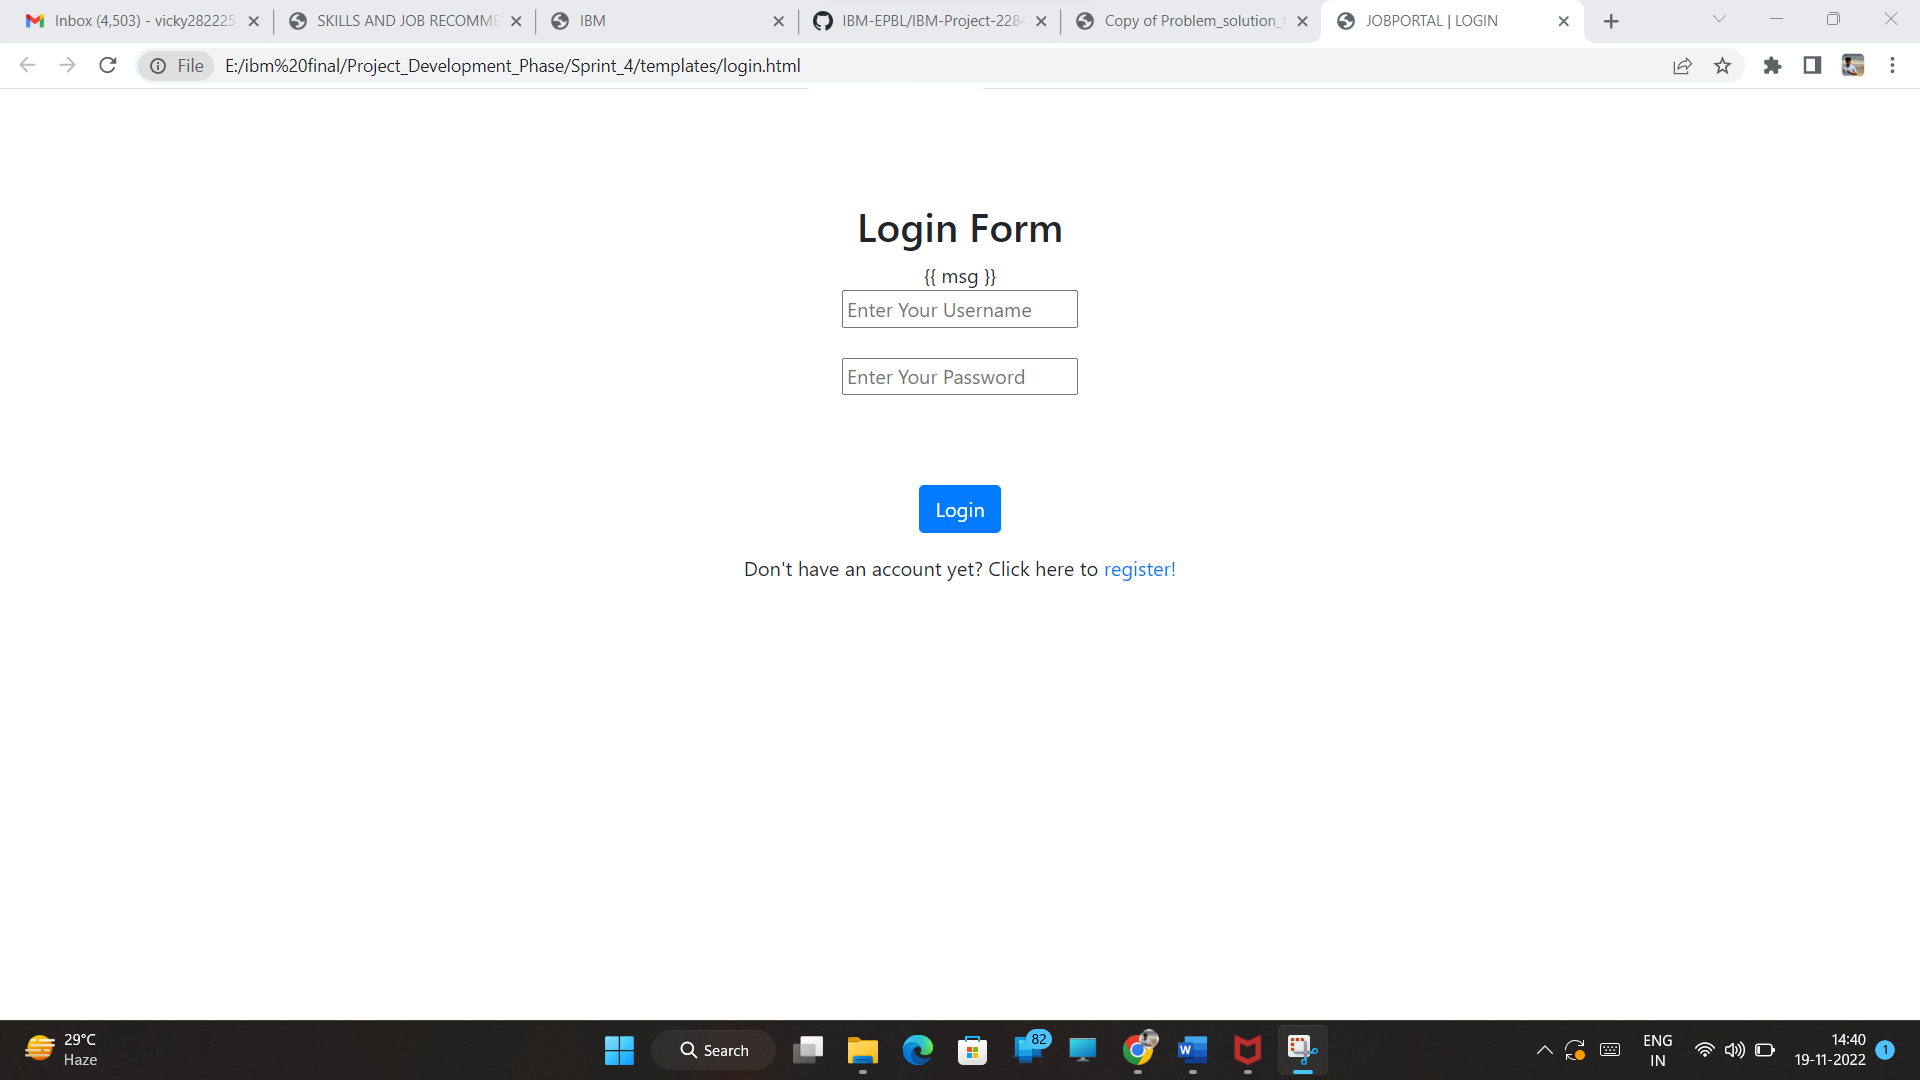 Inbox (4,503) - vicky282225
SKILLS AND JOB RECOMME
IBM
IBM-EPBL/IBM-Project-2284
Copy of Problem_solution_
JOBPORTAL | LOGIN
File
E:/ibm%20final/Project_Development_Phase/Sprint_4/templates/login.html
Login Form
{{ msg }}
Enter Your Username
Enter Your Password
Login
Don't have an account yet? Click here to register!
29°C
Haze
Search
82
W
ENG
IN
14:40
19-11-2022
1